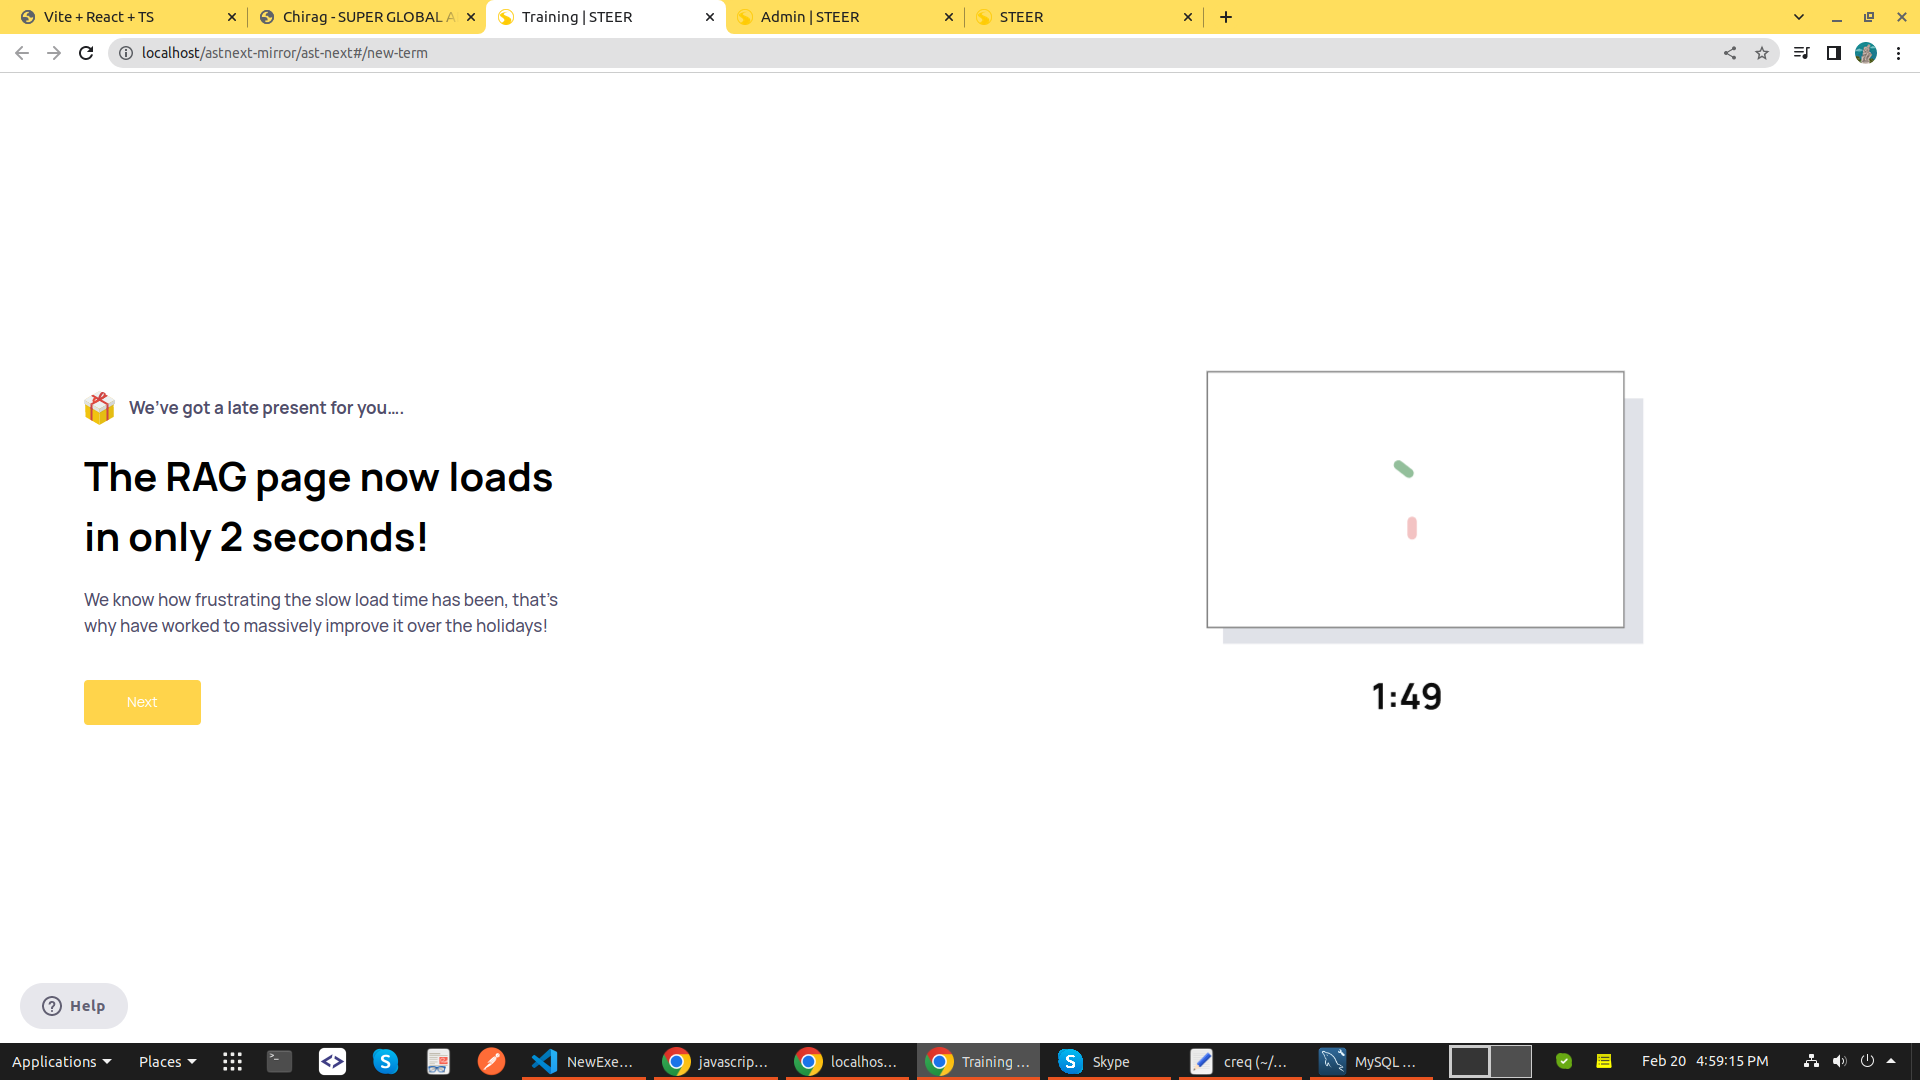 Vite + React + TS
Chirag - SUPER GLOBAL A
Training | STEER
Admin | STEER
STEER
localhost/astnext-mirror/ast-next#/new-term
We've got a late present for you....
The RAG page now loads
in only 2 seconds!
We know how frustrating the slow load time has been, that's
why have worked to massively improve it over the holidays!
Next
1:49
Help
Applications
Places
NewExe...
javascrip...
localhos...
Training ...
Skype
creq (~/...
MySQL ...
Feb 20 4:59:15 PM